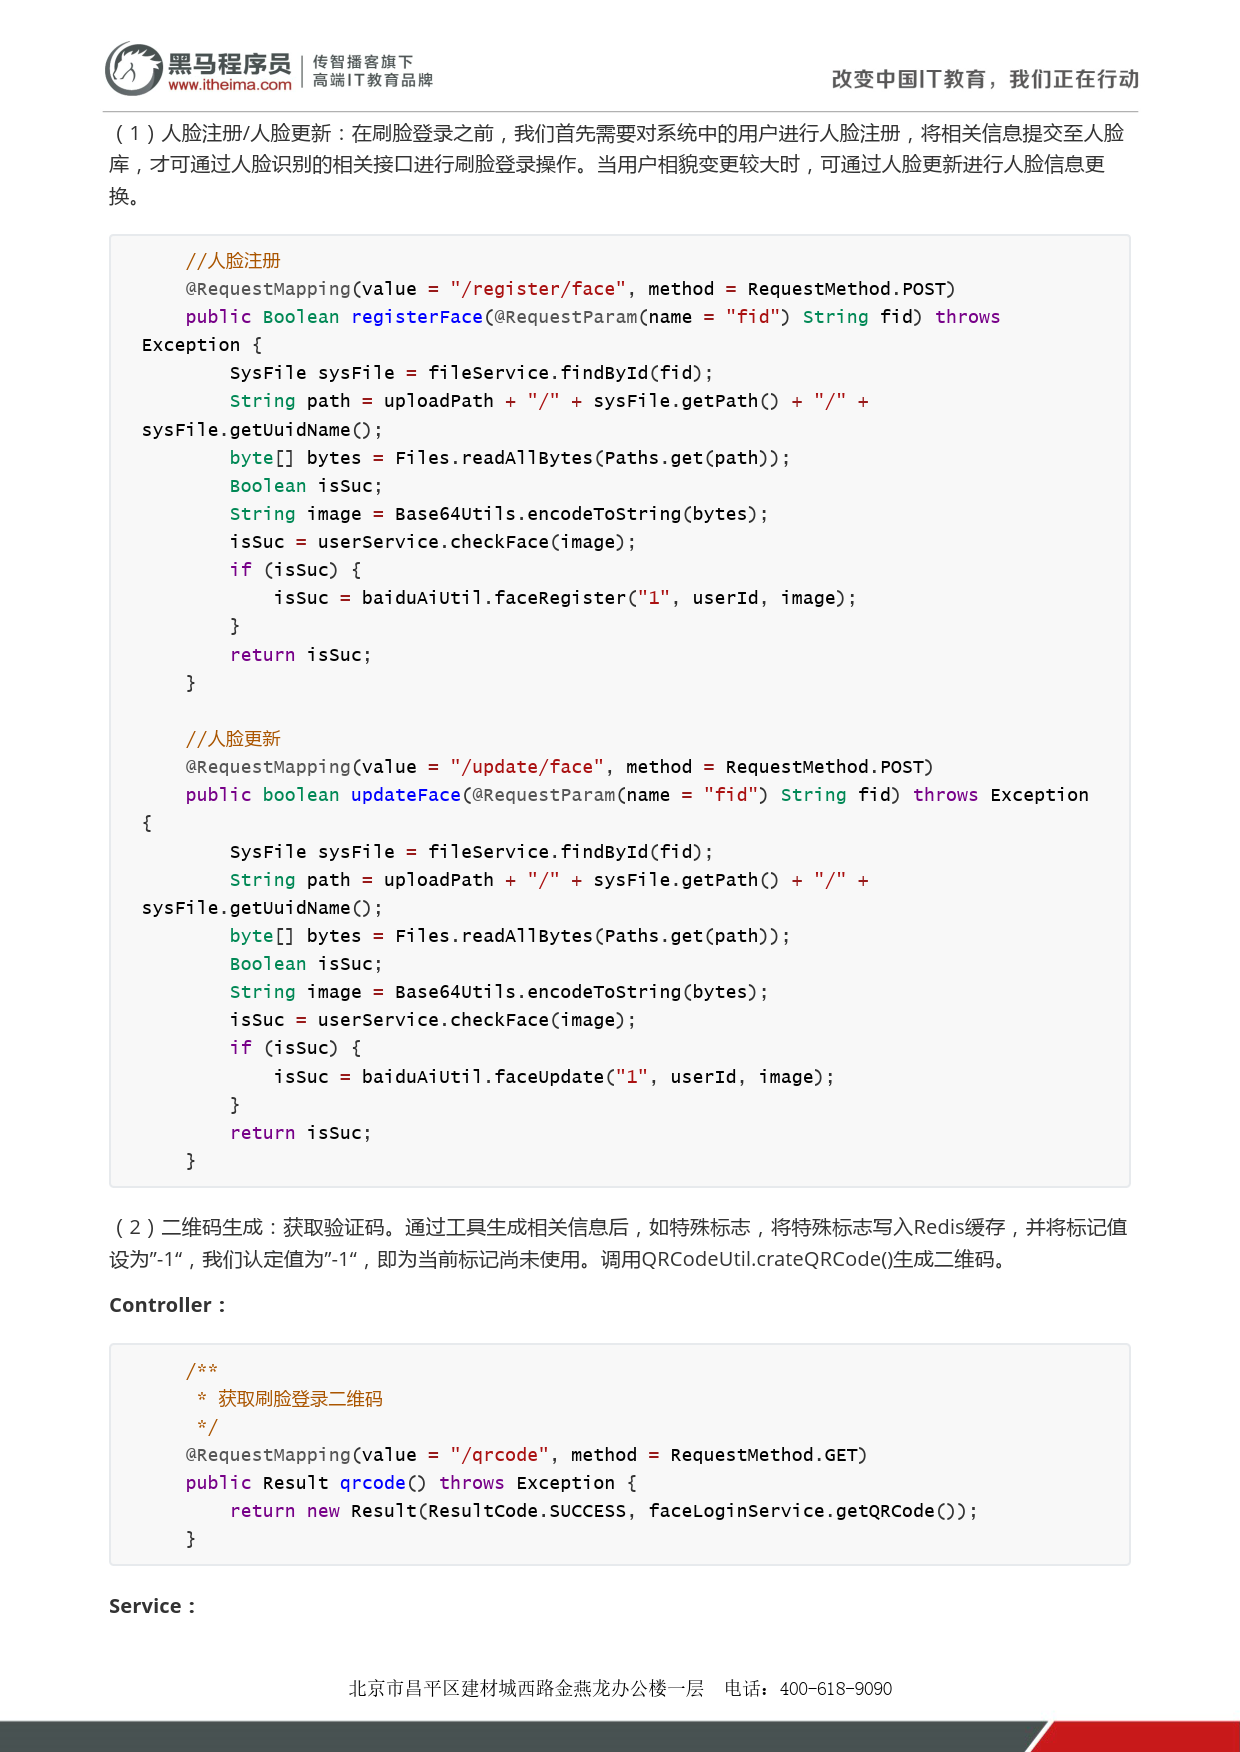 黑马程序员
www.itheima.com
传智播客旗下
高端IT教育品牌
改变中国IT教育，我们正在行动
（1）人脸注册/人脸更新：在刷脸登录之前，我们首先需要对系统中的用户进行人脸注册，将相关信息提交至人脸
库，才可通过人脸识别的相关接口进行刷脸登录操作。当用户相貌变更较大时，可通过人脸更新进行人脸信息更
换。
    //人脸注册
    @RequestMapping(value = "/register/face", method = RequestMethod.POST)
    public Boolean registerFace(@RequestParam(name = "fid") String fid) throws
Exception {
        SysFile sysFile = fileService.findById(fid);
        String path = uploadPath + "/" + sysFile.getPath() + "/" +
sysFile.getUuidName();
        byte[] bytes = Files.readAllBytes(Paths.get(path));
        Boolean isSuc;
        String image = Base64Utils.encodeToString(bytes);
        isSuc = userService.checkFace(image);
        if (isSuc) {
            isSuc = baiduAiUtil.faceRegister("1", userId, image);
        }
        return isSuc;
    }
    //人脸更新
    @RequestMapping(value = "/update/face", method = RequestMethod.POST)
    public boolean updateFace(@RequestParam(name = "fid") String fid) throws Exception
{
        SysFile sysFile = fileService.findById(fid);
        String path = uploadPath + "/" + sysFile.getPath() + "/" +
sysFile.getUuidName();
        byte[] bytes = Files.readAllBytes(Paths.get(path));
        Boolean isSuc;
        String image = Base64Utils.encodeToString(bytes);
        isSuc = userService.checkFace(image);
        if (isSuc) {
            isSuc = baiduAiUtil.faceUpdate("1", userId, image);
        }
        return isSuc;
    }
（2）二维码生成：获取验证码。通过工具生成相关信息后，如特殊标志，将特殊标志写入Redis缓存，并将标记值
设为”-1“，我们认定值为”-1“，即为当前标记尚未使用。调用QRCodeUtil.crateQRCode()生成二维码。
Controller：
    /**
     * 获取刷脸登录二维码
     */
    @RequestMapping(value = "/qrcode", method = RequestMethod.GET)
    public Result qrcode() throws Exception {
        return new Result(ResultCode.SUCCESS, faceLoginService.getQRCode());
    }
Service：
北京市昌平区建材城西路金燕龙办公楼一层　电话：400-618-9090